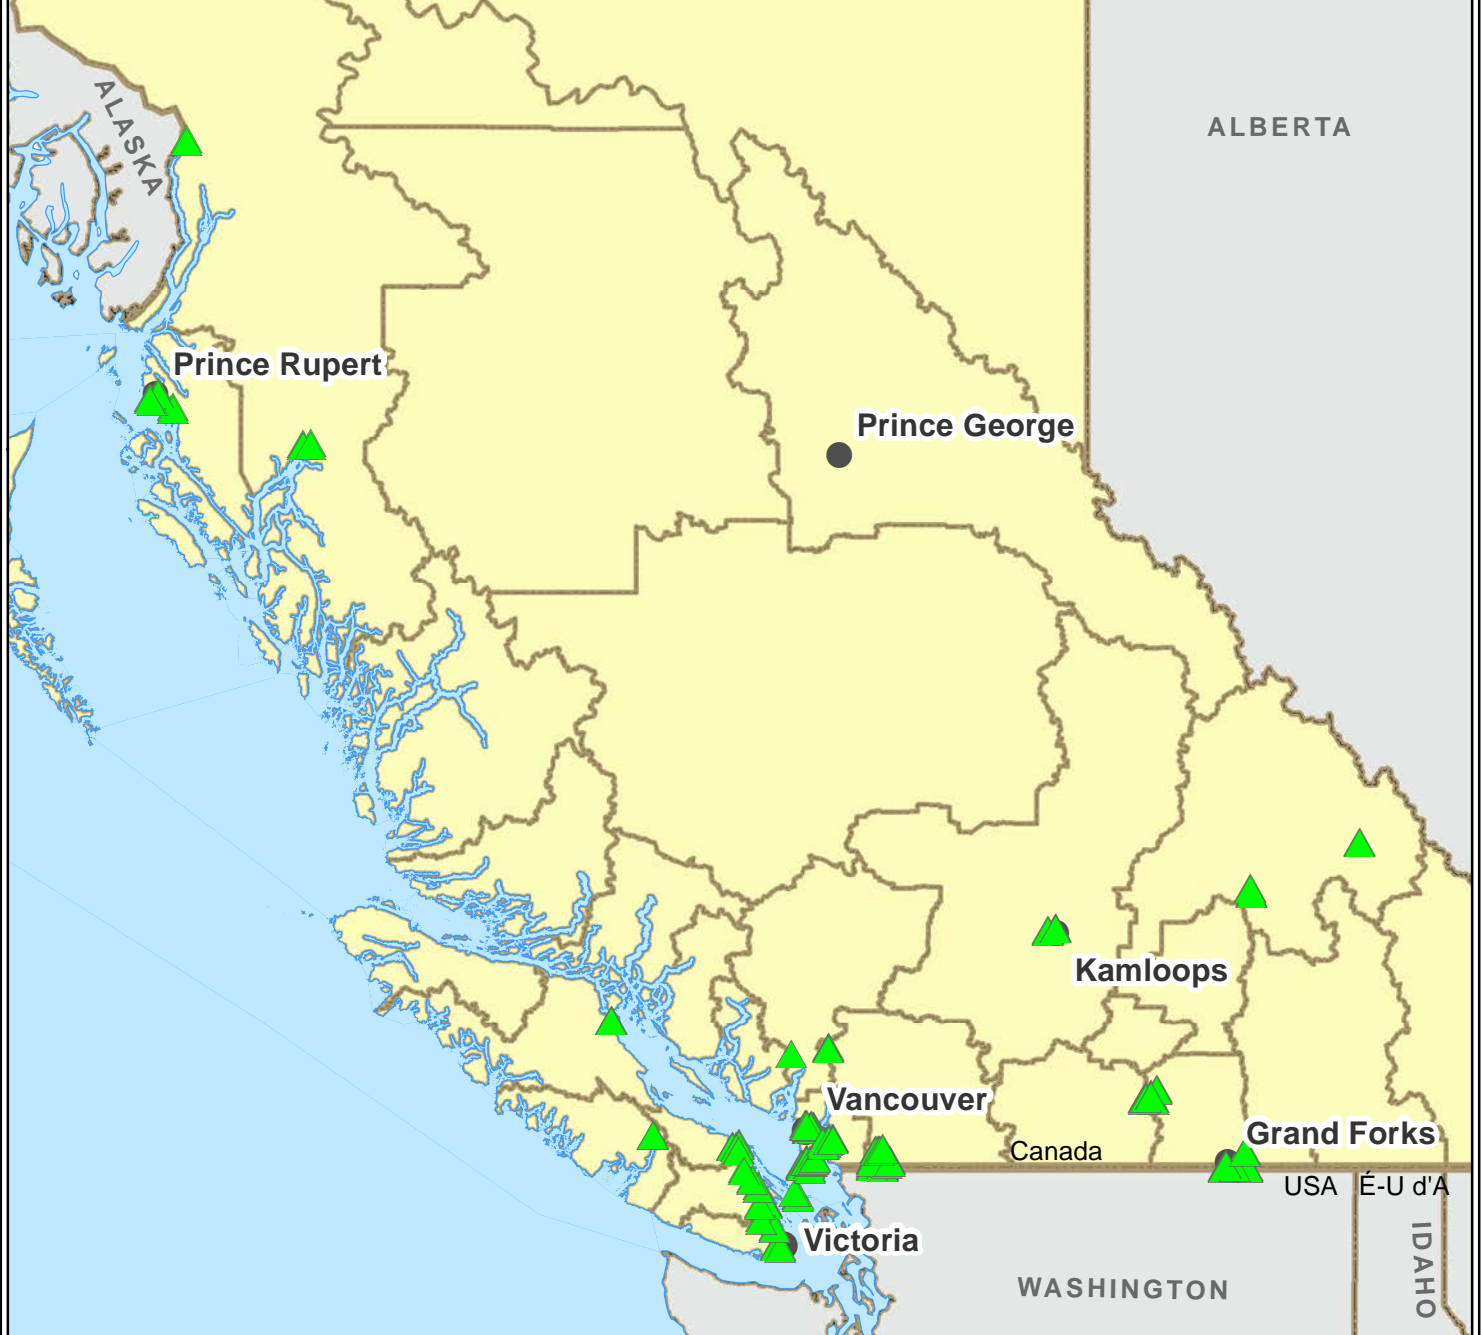 ALASKA
ALBERTA
Prince Rupert
Prince George
Kamloops
Vancouver
Grand Forks
Canada
USA É-U d'A
Victoria
WASHINGTON
IDAHO